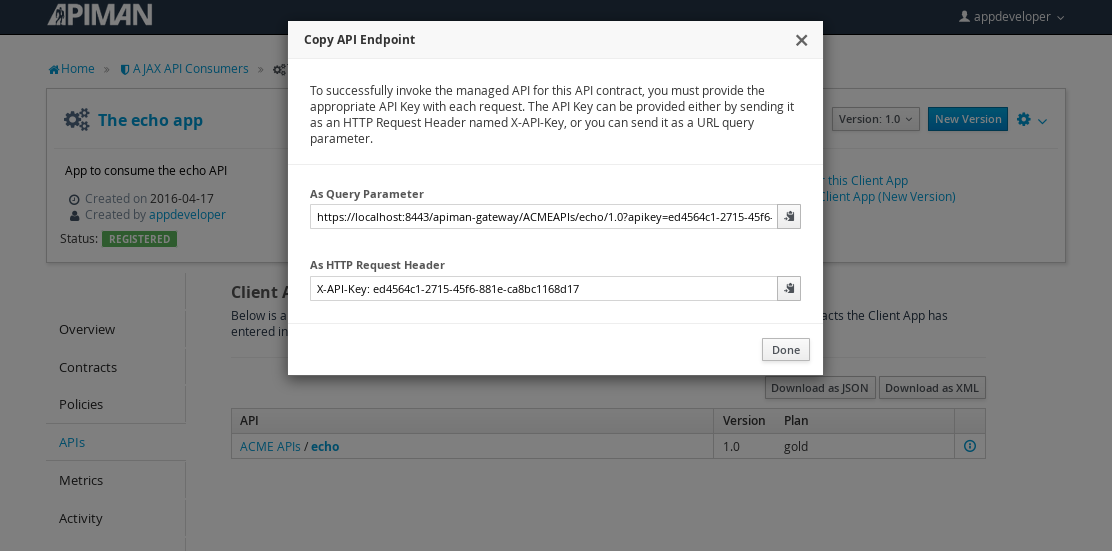 APIMAN
appdeveloper
Copy API Endpoint
Home » AJAX API Consumers »
To successfully invoke the managed API for this API contract, you must provide the
appropriate API Key with each request. The API Key can be provided either by sending it
as an HTTP Request Header named X-API-Key, or you can send it as a URL query
parameter.
The echo app
Version: 1.0
New Version
App to consume the echo API
this Client App
Client App (New Version)
Created on 2016-04-17
Created by appdeveloper
Status: REGISTERED
As Query Parameter
https://localhost:8443/apiman-gateway/ACMEAPIs/echo/1.0?apikey=ed4564c1-2715-45f6-
As HTTP Request Header
X-API-Key: ed4564c1-2715-45f6-881e-ca8bc1168d17
Done
Client A
Below is a
acts the Client App has
entered in
Overview
Contracts
Policies
APIs
Metrics
Activity
Download as JSON
Download as XML
API Version Plan
ACME APIs / echo 1.0 gold